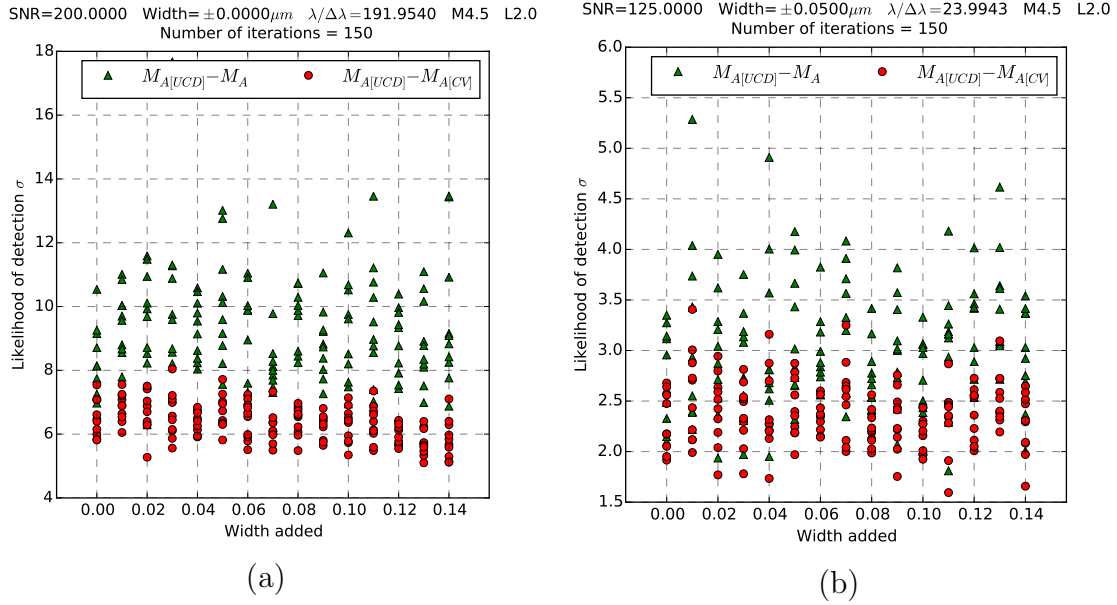 SNR=200.0000 Width= ±0.0000μm λ/Δλ=191.9540 M4.5 L2.0
Number of iterations = 150
M_{A[UCD]}−M_A M_{A[UCD]}−M_{A[CV]}
Likelihood of detection σ
18
16
14
12
10
8
6
4
0.00 0.02 0.04 0.06 0.08 0.10 0.12 0.14
Width added
(a)
SNR=125.0000 Width= ±0.0500μm λ/Δλ=23.9943 M4.5 L2.0
Number of iterations = 150
M_{A[UCD]}−M_A M_{A[UCD]}−M_{A[CV]}
Likelihood of detection σ
6.0
5.5
5.0
4.5
4.0
3.5
3.0
2.5
2.0
1.5
0.00 0.02 0.04 0.06 0.08 0.10 0.12 0.14
Width added
(b)